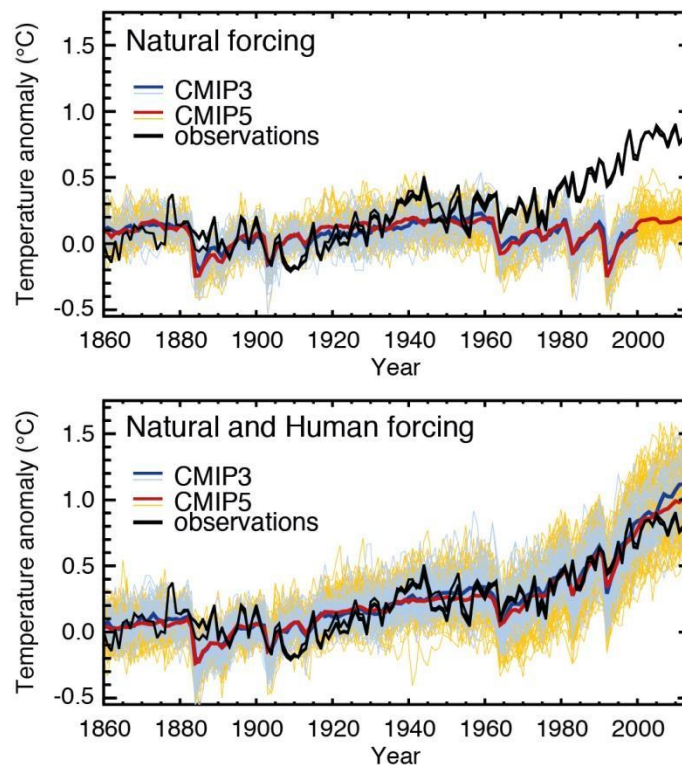 Natural forcing
CMIP3
CMIP5
observations
Temperature anomaly (°C)
1.5
1.0
0.5
0.0
-0.5
1860 1880 1900 1920 1940 1960 1980 2000
Year
Natural and Human forcing
CMIP3
CMIP5
observations
Temperature anomaly (°C)
1.5
1.0
0.5
0.0
-0.5
1860 1880 1900 1920 1940 1960 1980 2000
Year